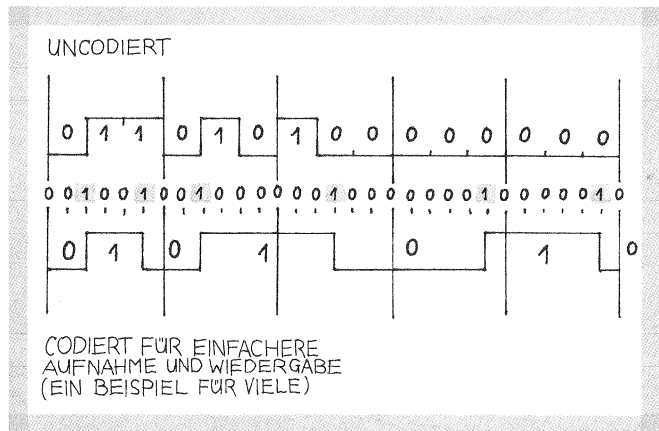 UNCODIERT
0 1 1 0 1 0 1 0 0 0 0 0 0 0 0
0 0 1 0 0 1 0 0 1 0 0 0 0 0 0 1 0 0 0 0 0 0 0 1 0 0 0 0 0 1 0
0 1 0 1 0 1 0
CODIERT FÜR EINFACHERE
AUFNAHME UND WIEDERGABE
(EIN BEISPIEL FÜR VIELE)